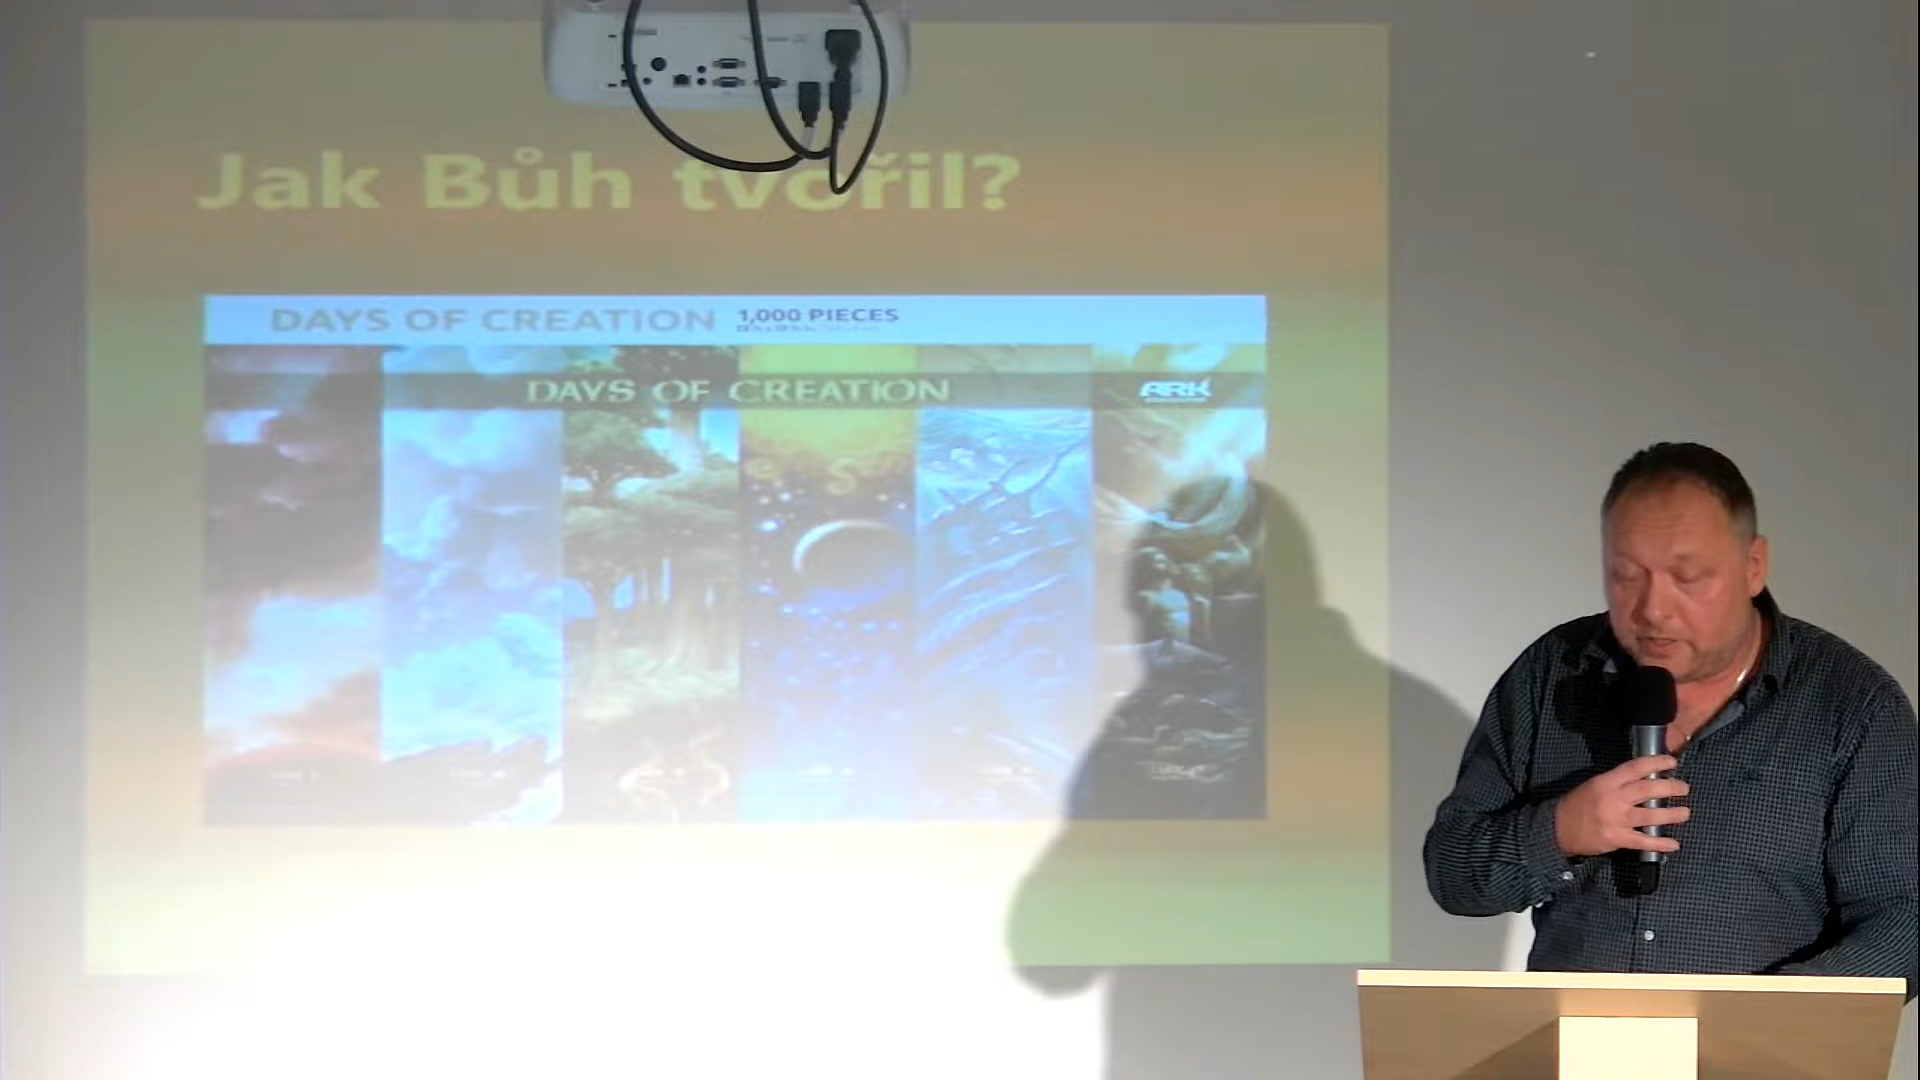 Jak Bůh tvořil?
DAYS OF CREATION 1,000 PIECES
DAYS OF CREATION
ARK